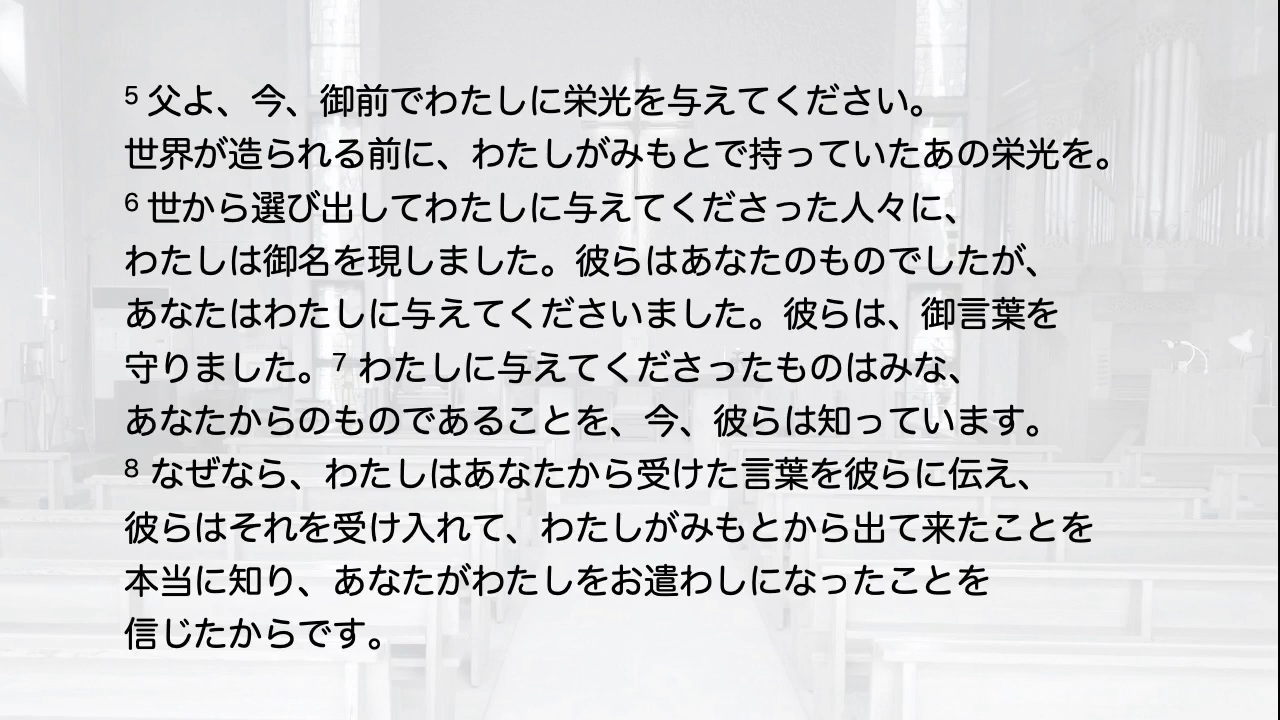 5 父よ、今、御前でわたしに栄光を与えてください。
世界が造られる前に、わたしがみもとで持っていたあの栄光を。
6 世から選び出してわたしに与えてくださった人々に、
わたしは御名を現しました。彼らはあなたのものでしたが、
あなたはわたしに与えてくださいました。彼らは、御言葉を
守りました。7 わたしに与えてくださったものはみな、
あなたからのものであることを、今、彼らは知っています。
8 なぜなら、わたしはあなたから受けた言葉を彼らに伝え、
彼らはそれを受け入れて、わたしがみもとから出て来たことを
本当に知り、あなたがわたしをお遣わしになったことを
信じたからです。